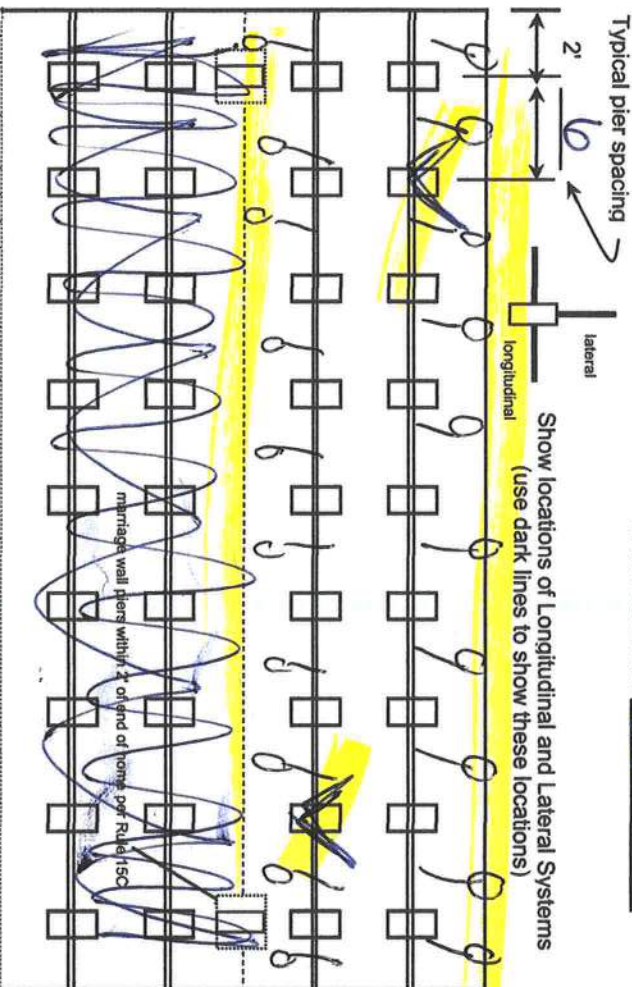 Typical pier spacing
2'
6
lateral
longitudinal
Show locations of Longitudinal and Lateral Systems
(use dark lines to show these locations)
marriage wall piers within 2' of end of home per Rule 15C